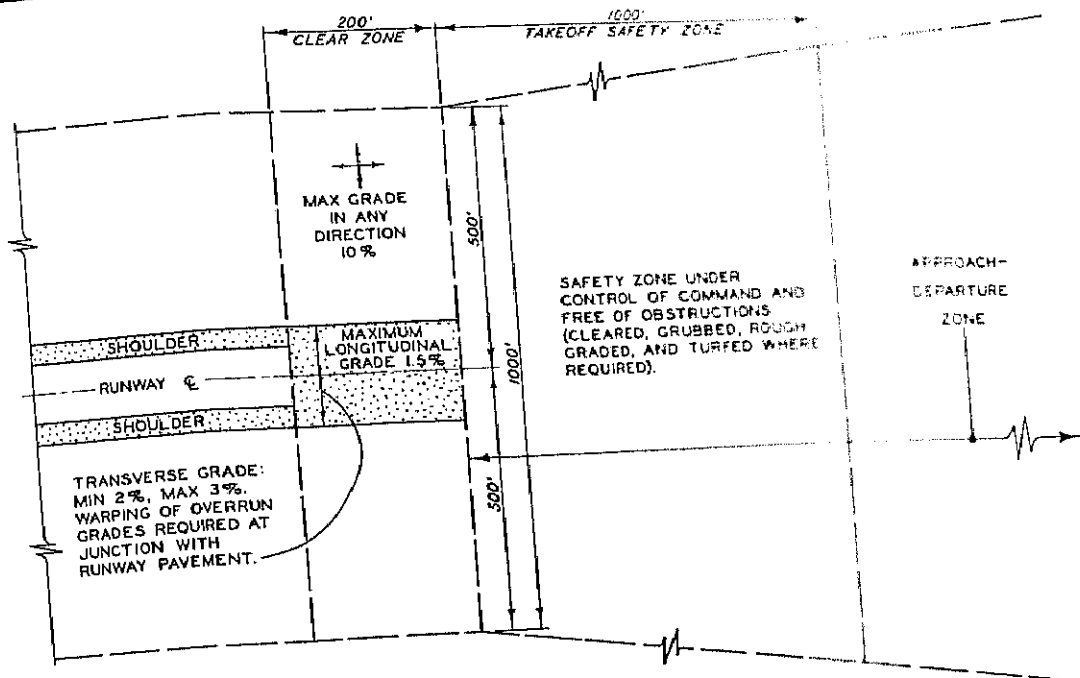 200'
CLEAR ZONE
1000'
TAKEOFF SAFETY ZONE
MAX GRADE
IN ANY
DIRECTION
10%
500'
1000'
500'
SAFETY ZONE UNDER
CONTROL OF COMMAND AND
FREE OF OBSTRUCTIONS
(CLEARED, GRUBBED, ROUGH
GRADED, AND TURFED WHERE
REQUIRED).
APPROACH-
DEPARTURE
ZONE
SHOULDER
RUNWAY ℄
SHOULDER
MAXIMUM
LONGITUDINAL
GRADE 1.5%
TRANSVERSE GRADE:
MIN 2%, MAX 3%.
WARPING OF OVERRUN
GRADES REQUIRED AT
JUNCTION WITH
RUNWAY PAVEMENT.